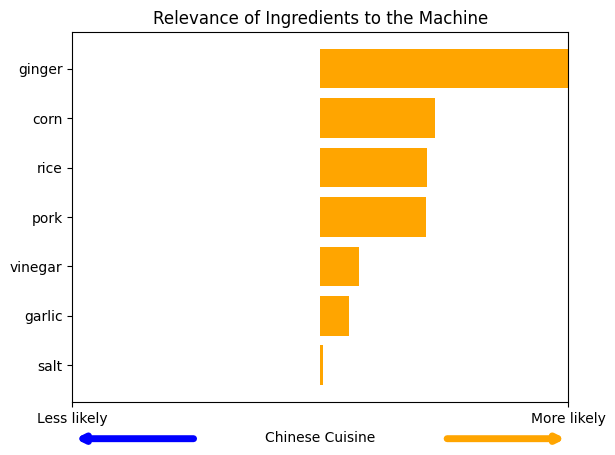 Relevance of Ingredients to the Machine
ginger
corn
rice
pork
vinegar
garlic
salt
Less likely
More likely
Chinese Cuisine